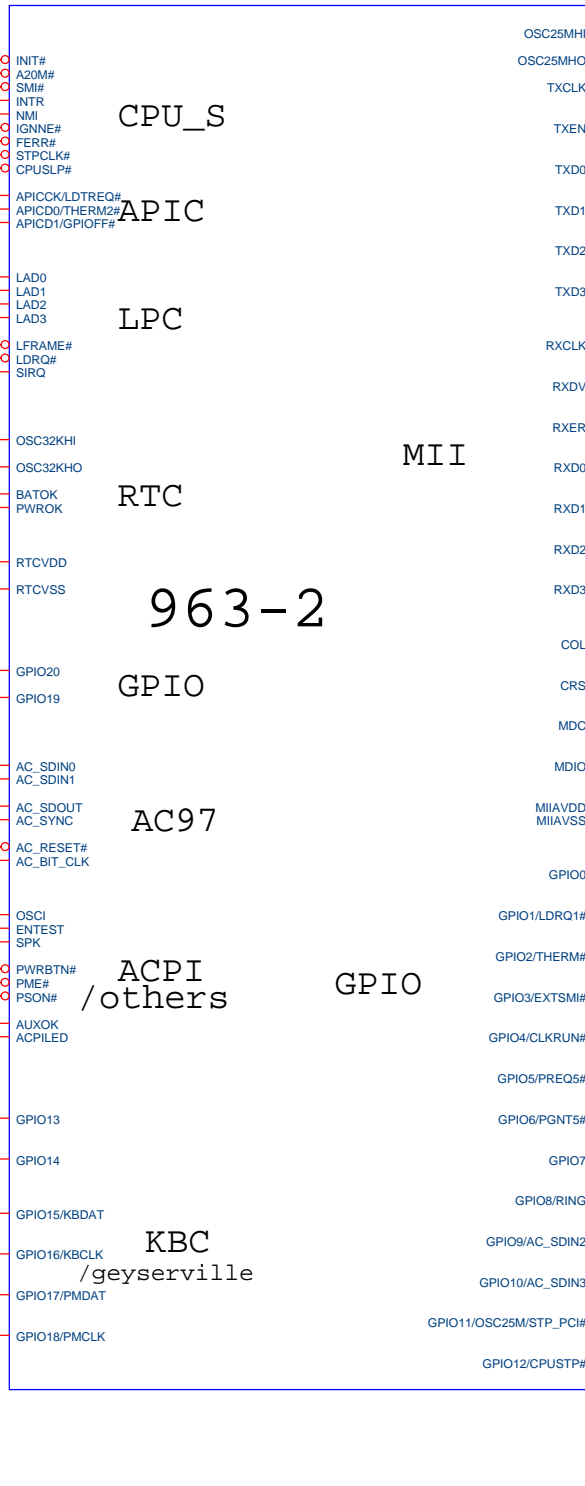 OSC25MHI
INIT#
OSC25MHO
A20M#
SMI#
TXCLK
INTR
NMI
CPU_S
IGNNE#
TXEN
FERR#
STPCLK#
CPUSLP#
TXD0
APICCK/LDTREQ#
APICD0/THERM2#
APIC
TXD1
APICD1/GPIOFF#
TXD2
LAD0
LAD1
TXD3
LAD2
LAD3
LPC
LFRAME#
RXCLK
LDRQ#
SIRQ
RXDV
RXER
OSC32KHI
MII
OSC32KHO
RXD0
BATOK
RTC
PWROK
RXD1
RXD2
RTCVDD
RTCVSS
RXD3
963-2
COL
GPIO20
GPIO
CRS
GPIO19
MDC
AC_SDIN0
MDIO
AC_SDIN1
AC_SDOUT
MIIAVDD
AC_SYNC
AC97
MIIAVSS
AC_RESET#
AC_BIT_CLK
GPIO0
OSCI
GPIO1/LDRQ1#
ENTEST
SPK
GPIO2/THERM#
PWRBTN#
ACPI
PME#
GPIO
PSON#
/others
GPIO3/EXTSMI#
AUXOK
ACPILED
GPIO4/CLKRUN#
GPIO5/PREQ5#
GPIO13
GPIO6/PGNT5#
GPIO14
GPIO7
GPIO8/RING
GPIO15/KBDAT
KBC
GPIO9/AC_SDIN2
GPIO16/KBCLK
/geyserville
GPIO10/AC_SDIN3
GPIO17/PMDAT
GPIO11/OSC25M/STP_PCI#
GPIO18/PMCLK
GPIO12/CPUSTP#